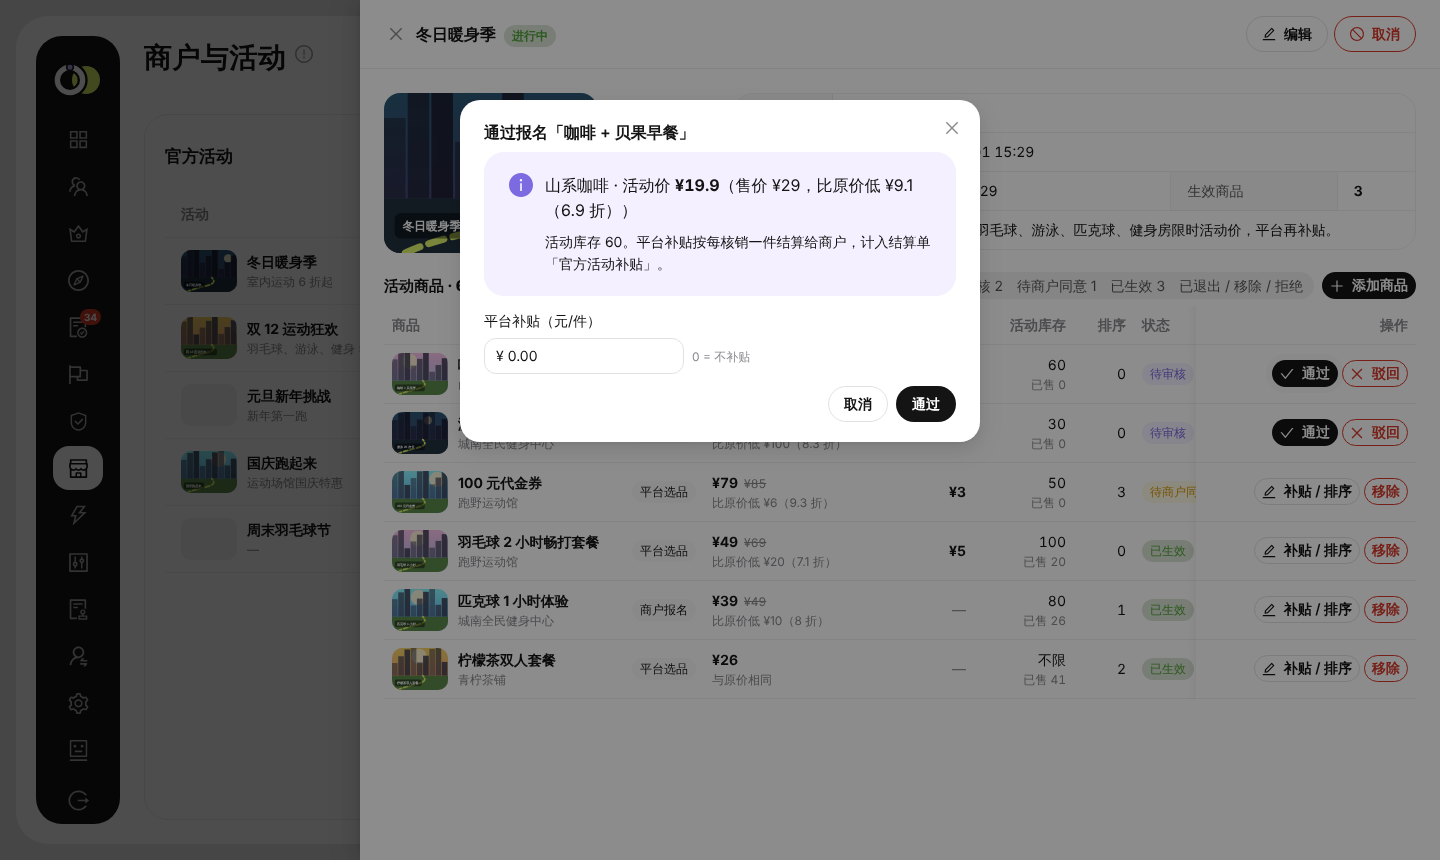 商户与活动
34
官方活动
活动
冬日暖身季
室内运动 6 折起
双 12 运动狂欢
羽毛球、游泳、健身
元旦新年挑战
新年第一跑
国庆跑起来
运动场馆国庆特惠
周末羽毛球节
—
冬日暖身季 进行中
编辑 取消
冬日暖身季
1 15:29
29 生效商品 3
羽毛球、游泳、匹克球、健身房限时活动价，平台再补贴。
活动商品 · 6
核 2 待商户同意 1 已生效 3 已退出 / 移除 / 拒绝
添加商品
商品 活动库存 排序 状态 操作
60
已售 0
0 待审核 通过 驳回
城南全民健身中心 比原价低 ¥100（8.3 折）
30
已售 0
0 待审核 通过 驳回
100 元代金券
跑野运动馆
平台选品
¥79 ¥85
比原价低 ¥6（9.3 折）
¥3
50
已售 0
3 待商户同 补贴 / 排序 移除
羽毛球 2 小时畅打套餐
跑野运动馆
平台选品
¥49 ¥69
比原价低 ¥20（7.1 折）
¥5
100
已售 20
0 已生效 补贴 / 排序 移除
匹克球 1 小时体验
城南全民健身中心
商户报名
¥39 ¥49
比原价低 ¥10（8 折）
—
80
已售 26
1 已生效 补贴 / 排序 移除
柠檬茶双人套餐
青柠茶铺
平台选品
¥26
与原价相同
—
不限
已售 41
2 已生效 补贴 / 排序 移除
通过报名「咖啡 + 贝果早餐」
山系咖啡 · 活动价 ¥19.9（售价 ¥29，比原价低 ¥9.1
（6.9 折））
活动库存 60。平台补贴按每核销一件结算给商户，计入结算单
「官方活动补贴」。
平台补贴（元/件）
¥ 0.00
0 = 不补贴
取消 通过